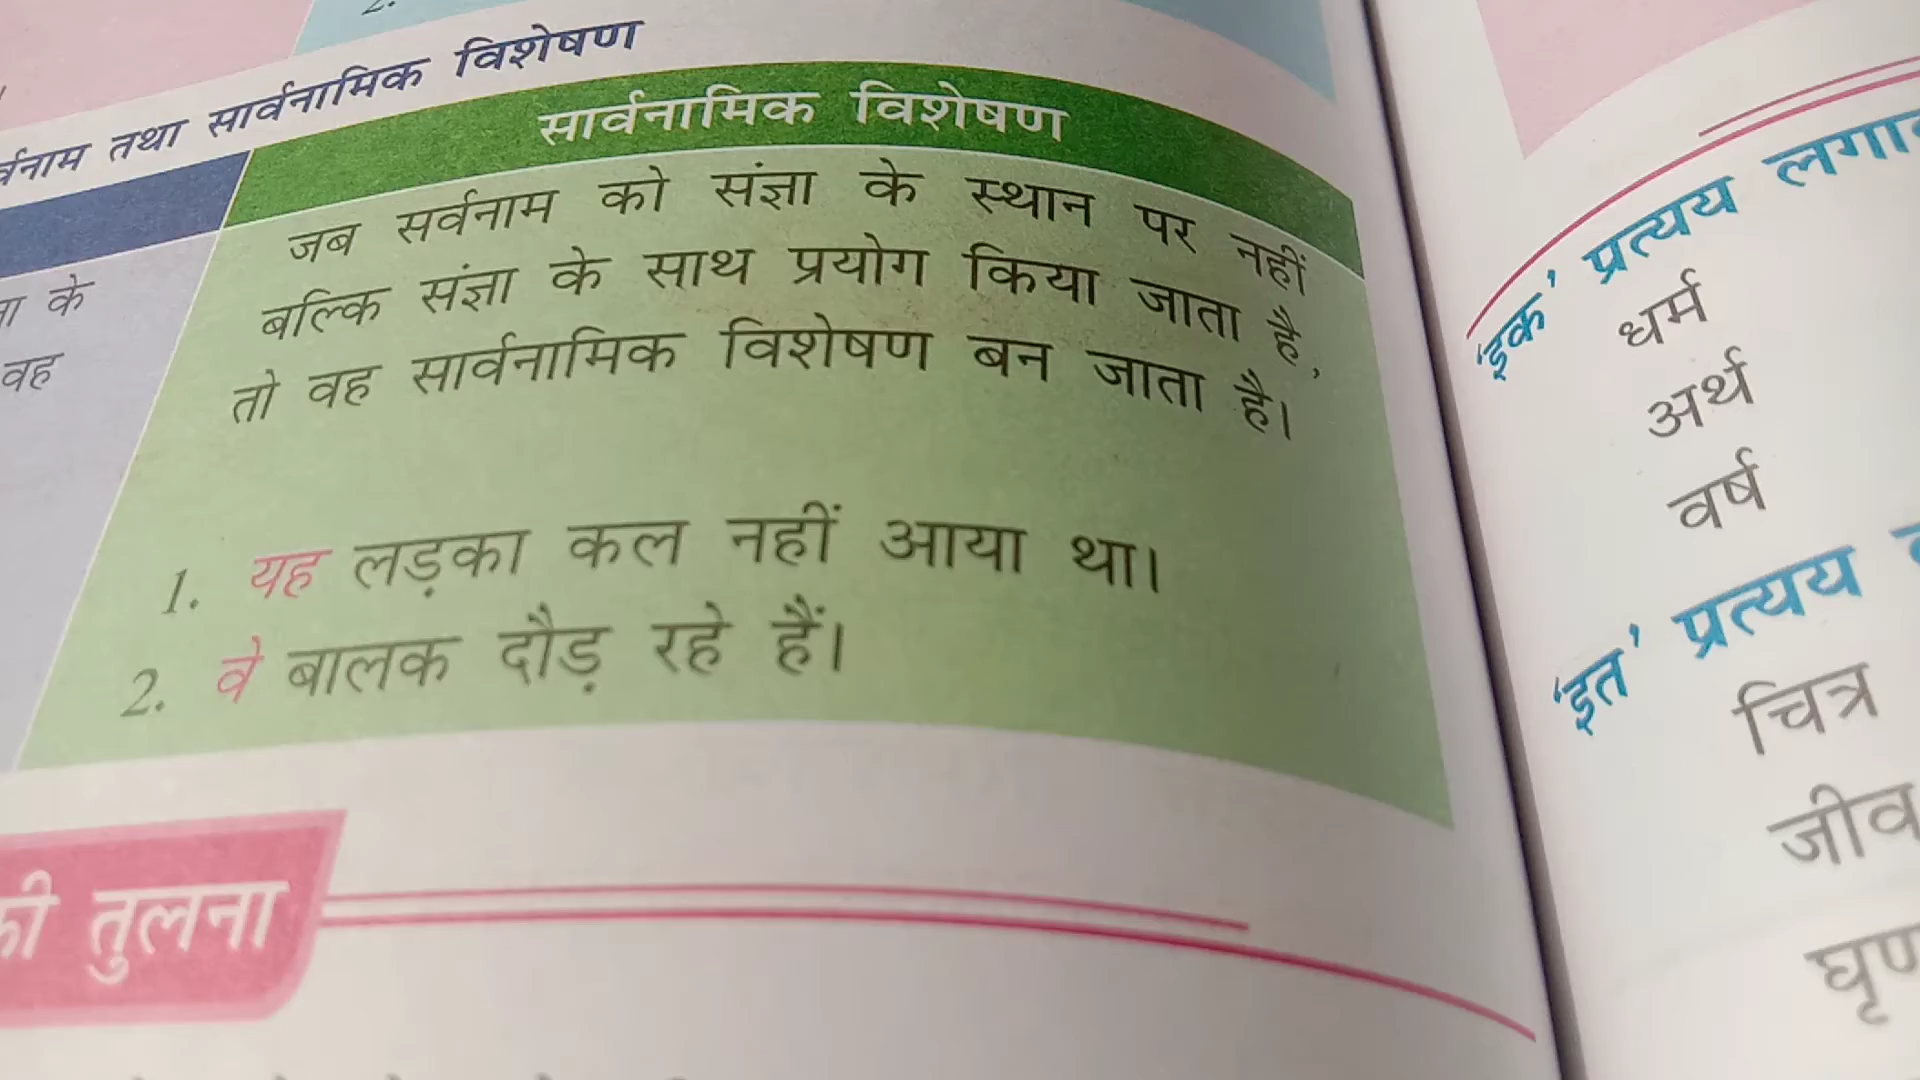 तथा सार्वनामिक विशेषण
सार्वनामिक विशेषण
के
वह
जब सर्वनाम को संज्ञा के स्थान पर नहीं
बल्कि संज्ञा के साथ प्रयोग किया जाता है,
तो वह सार्वनामिक विशेषण बन जाता है।
1. यह लड़का कल नहीं आया था।
2. वे बालक दौड़ रहे हैं।
की तुलना
'इक' प्रत्यय
धर्म
अर्थ
वर्ष
'इत' प्रत्यय
चित्र